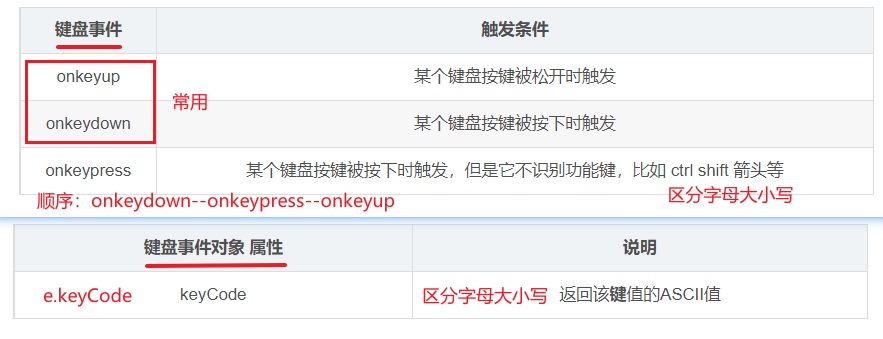 键盘事件 触发条件
onkeyup 某个键盘按键被松开时触发
常用
onkeydown 某个键盘按键被按下时触发
onkeypress 某个键盘按键被按下时触发，但是它不识别功能键，比如 ctrl shift 箭头等
顺序：onkeydown--onkeypress--onkeyup 区分字母大小写
键盘事件对象 属性 说明
e.keyCode keyCode 区分字母大小写 返回该键值的ASCII值